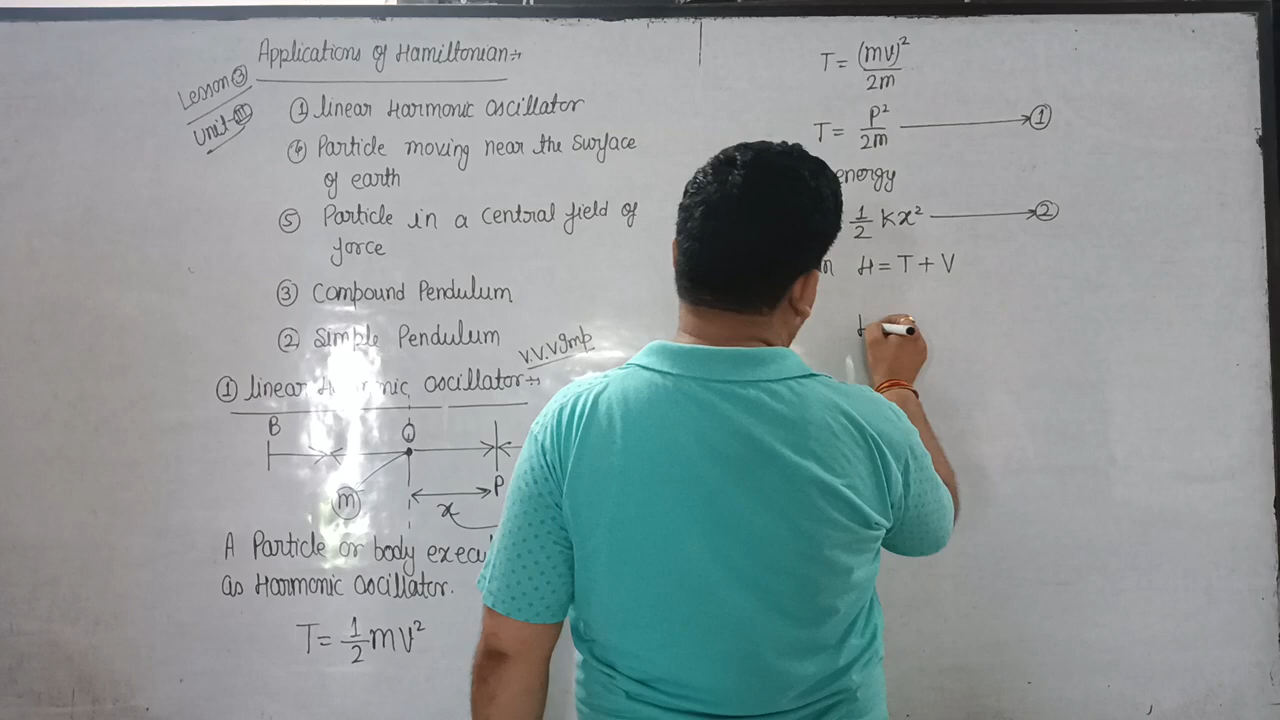 Lesson ③
Unit-III
Applications of Hamiltonian:-
① linear Harmonic oscillator
④ Particle moving near the surface
of earth
⑤ Particle in a central field of
force
③ Compound Pendulum
② Simple Pendulum
V.V.V Imp
① linear Harmonic oscillator:-
B O
P
m
x
A Particle or body
as Harmonic oscillator.
T = 1/2 mv²
T = (mv)²/2m
T = P²/2m → ①
energy
1/2 Kx² → ②
H = T + V